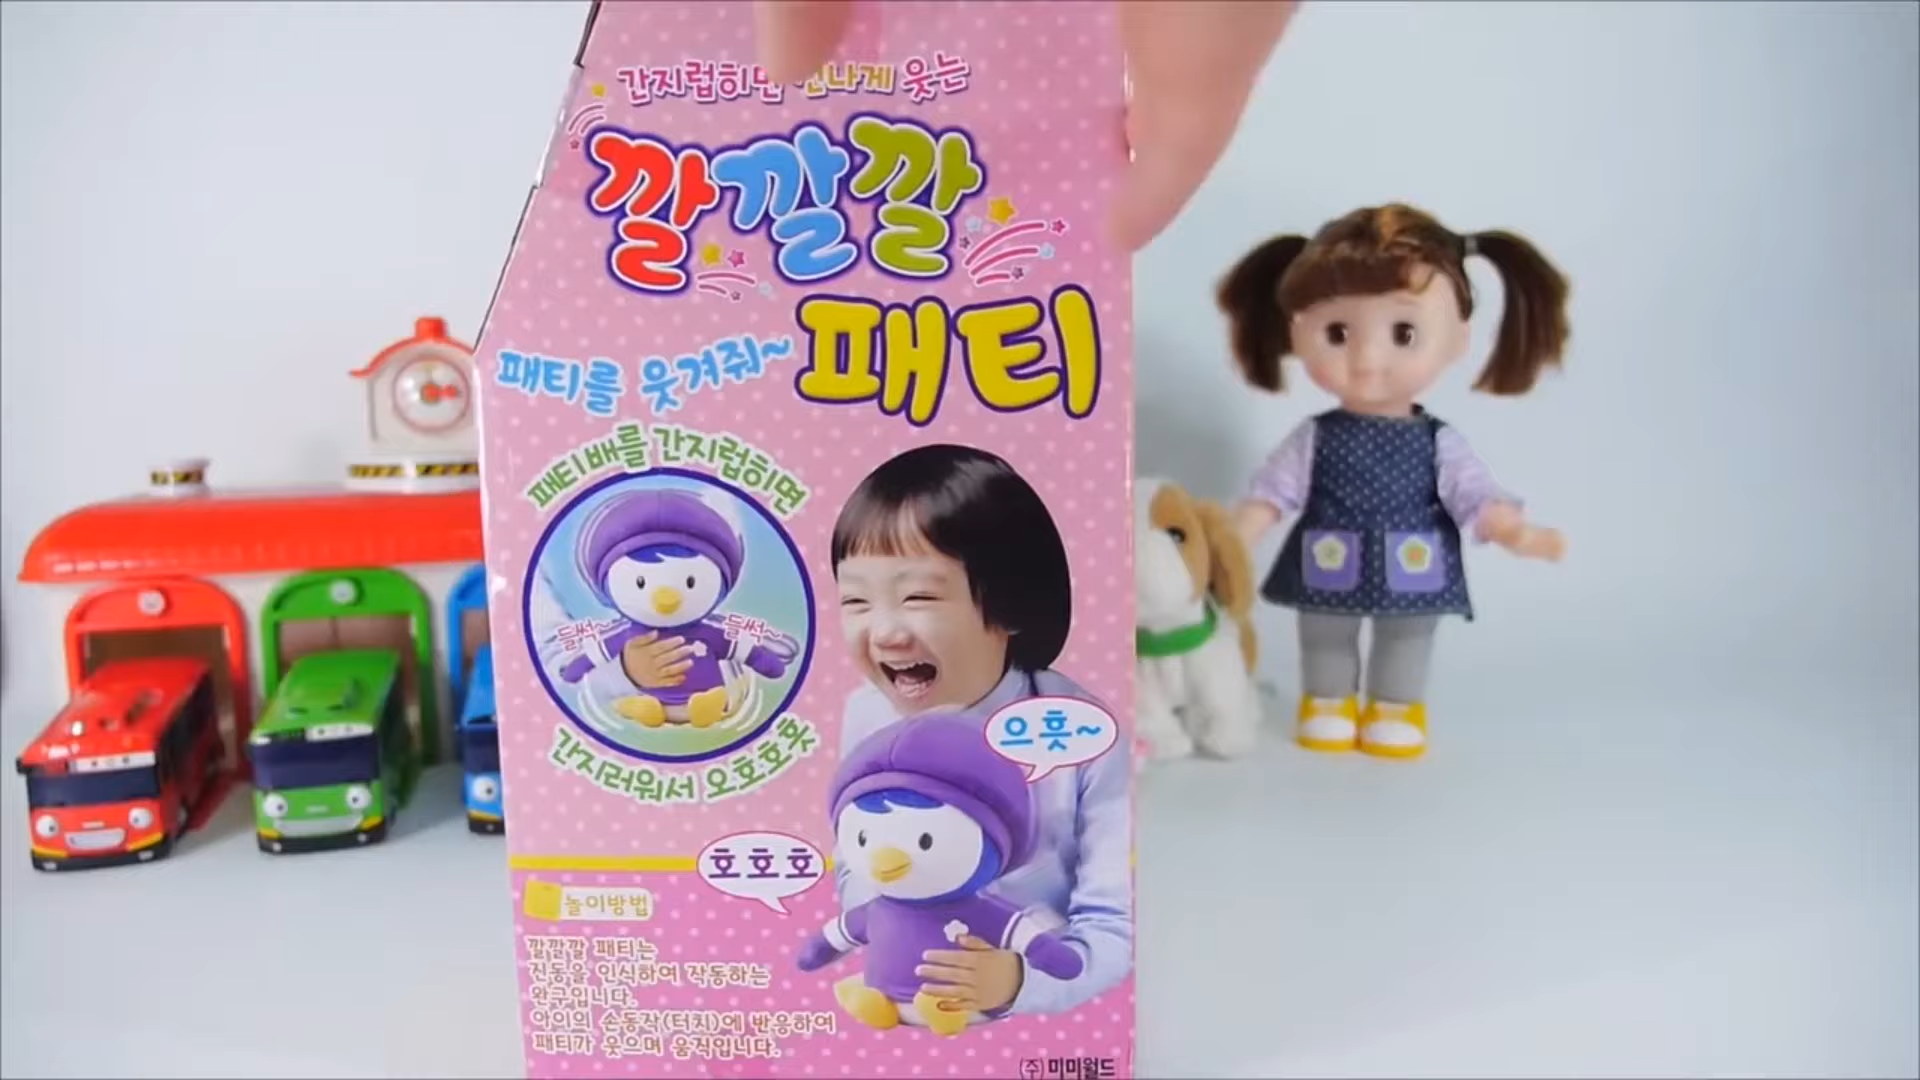 간지럽히면 신나게 웃는
깔깔깔
패티
패티를 웃겨줘~
패티 배를 간지럽히면
들썩~ 들썩~
간지러워서 오호호홋
으흣~
호호호
놀이방법
깔깔깔 패티는
진동을 인식하여 작동하는
완구입니다.
아이의 손동작(터치)에 반응하여
패티가 웃으며 움직입니다.
(주)미미월드